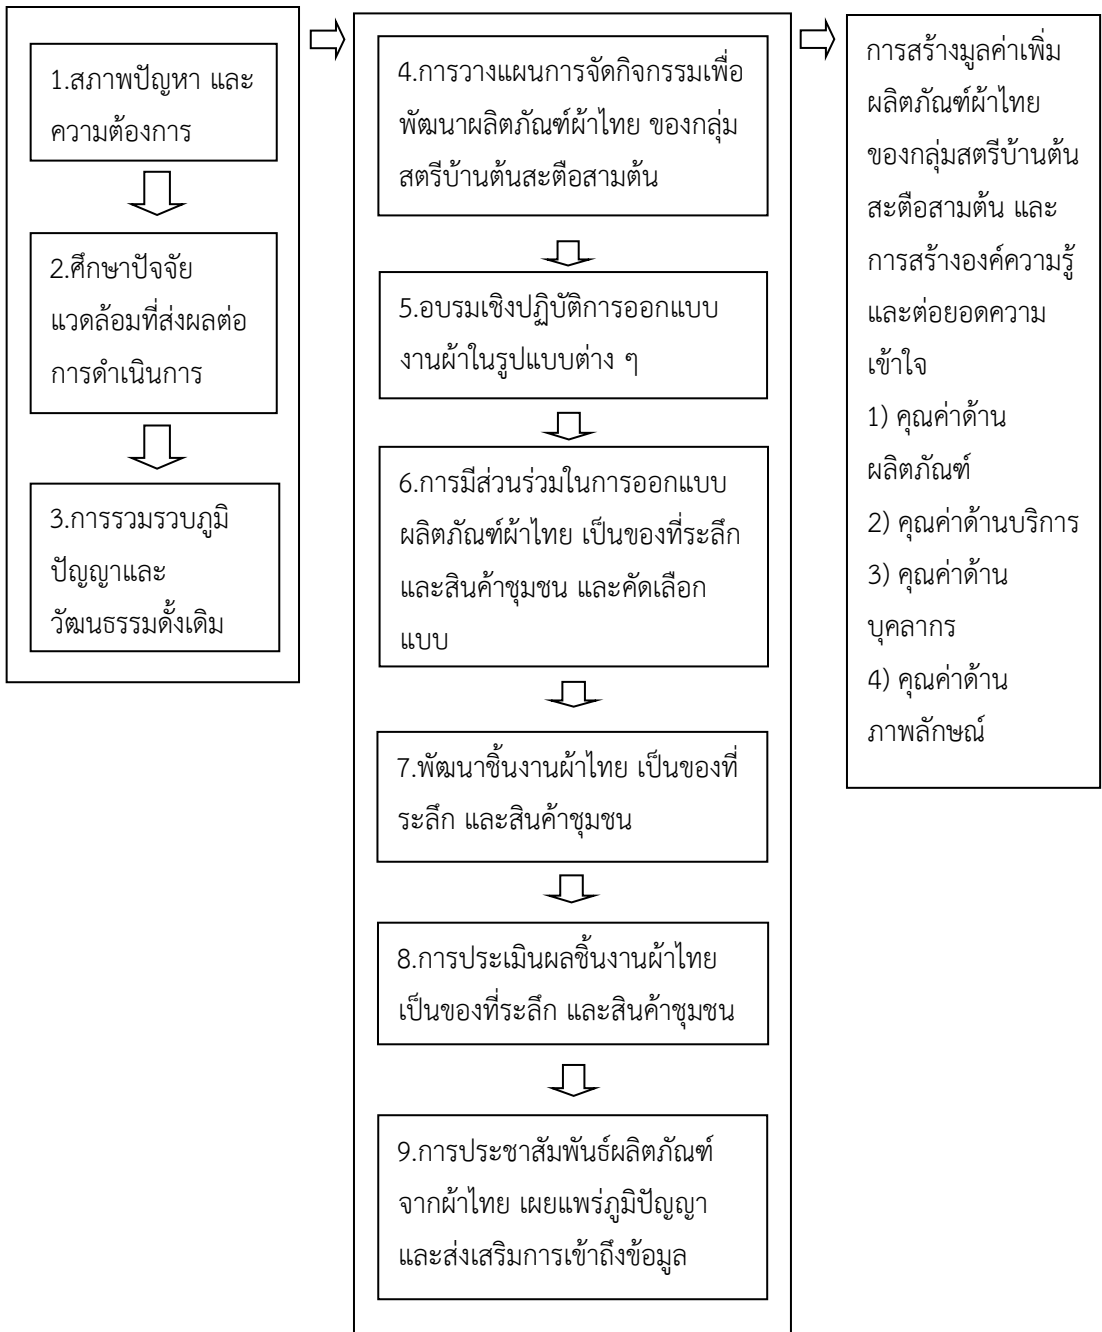 1.สภาพปัญหา และ
ความต้องการ
2.ศึกษาปัจจัย
แวดล้อมที่ส่งผลต่อ
การดำเนินการ
3.การรวมรวบภูมิ
ปัญญาและ
วัฒนธรรมดั้งเดิม
4.การวางแผนการจัดกิจกรรมเพื่อ
พัฒนาผลิตภัณฑ์ผ้าไทย ของกลุ่ม
สตรีบ้านต้นสะตือสามต้น
5.อบรมเชิงปฏิบัติการออกแบบ
งานผ้าในรูปแบบต่าง ๆ
6.การมีส่วนร่วมในการออกแบบ
ผลิตภัณฑ์ผ้าไทย เป็นของที่ระลึก
และสินค้าชุมชน และคัดเลือก
แบบ
7.พัฒนาชิ้นงานผ้าไทย เป็นของที่
ระลึก และสินค้าชุมชน
8.การประเมินผลชิ้นงานผ้าไทย
เป็นของที่ระลึก และสินค้าชุมชน
9.การประชาสัมพันธ์ผลิตภัณฑ์
จากผ้าไทย เผยแพร่ภูมิปัญญา
และส่งเสริมการเข้าถึงข้อมูล
การสร้างมูลค่าเพิ่ม
ผลิตภัณฑ์ผ้าไทย
ของกลุ่มสตรีบ้านต้น
สะตือสามต้น และ
การสร้างองค์ความรู้
และต่อยอดความ
เข้าใจ
1) คุณค่าด้าน
ผลิตภัณฑ์
2) คุณค่าด้านบริการ
3) คุณค่าด้าน
บุคลากร
4) คุณค่าด้าน
ภาพลักษณ์